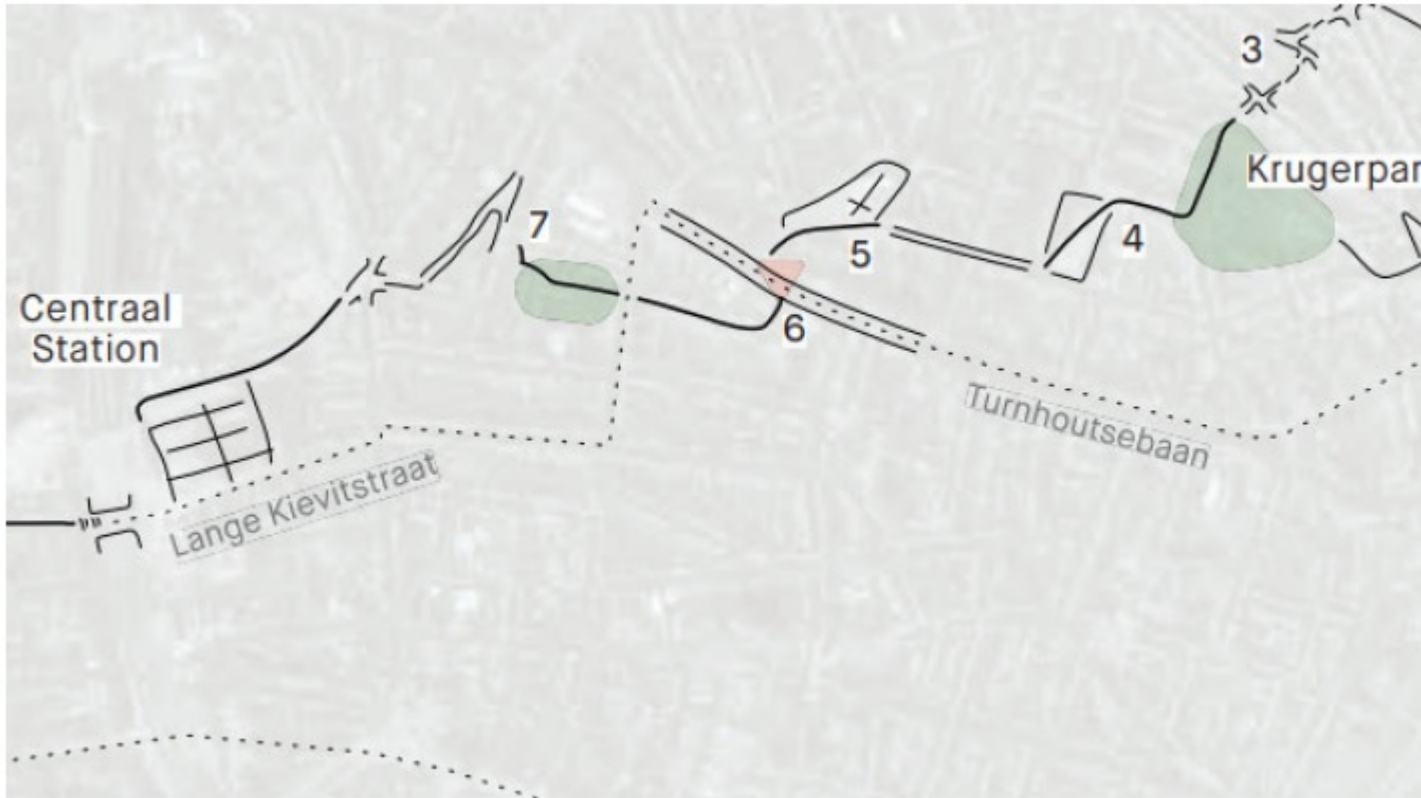 3
Krugerpar
7
5
4
Centraal
Station
6
Turnhoutsebaan
Lange Kievitstraat